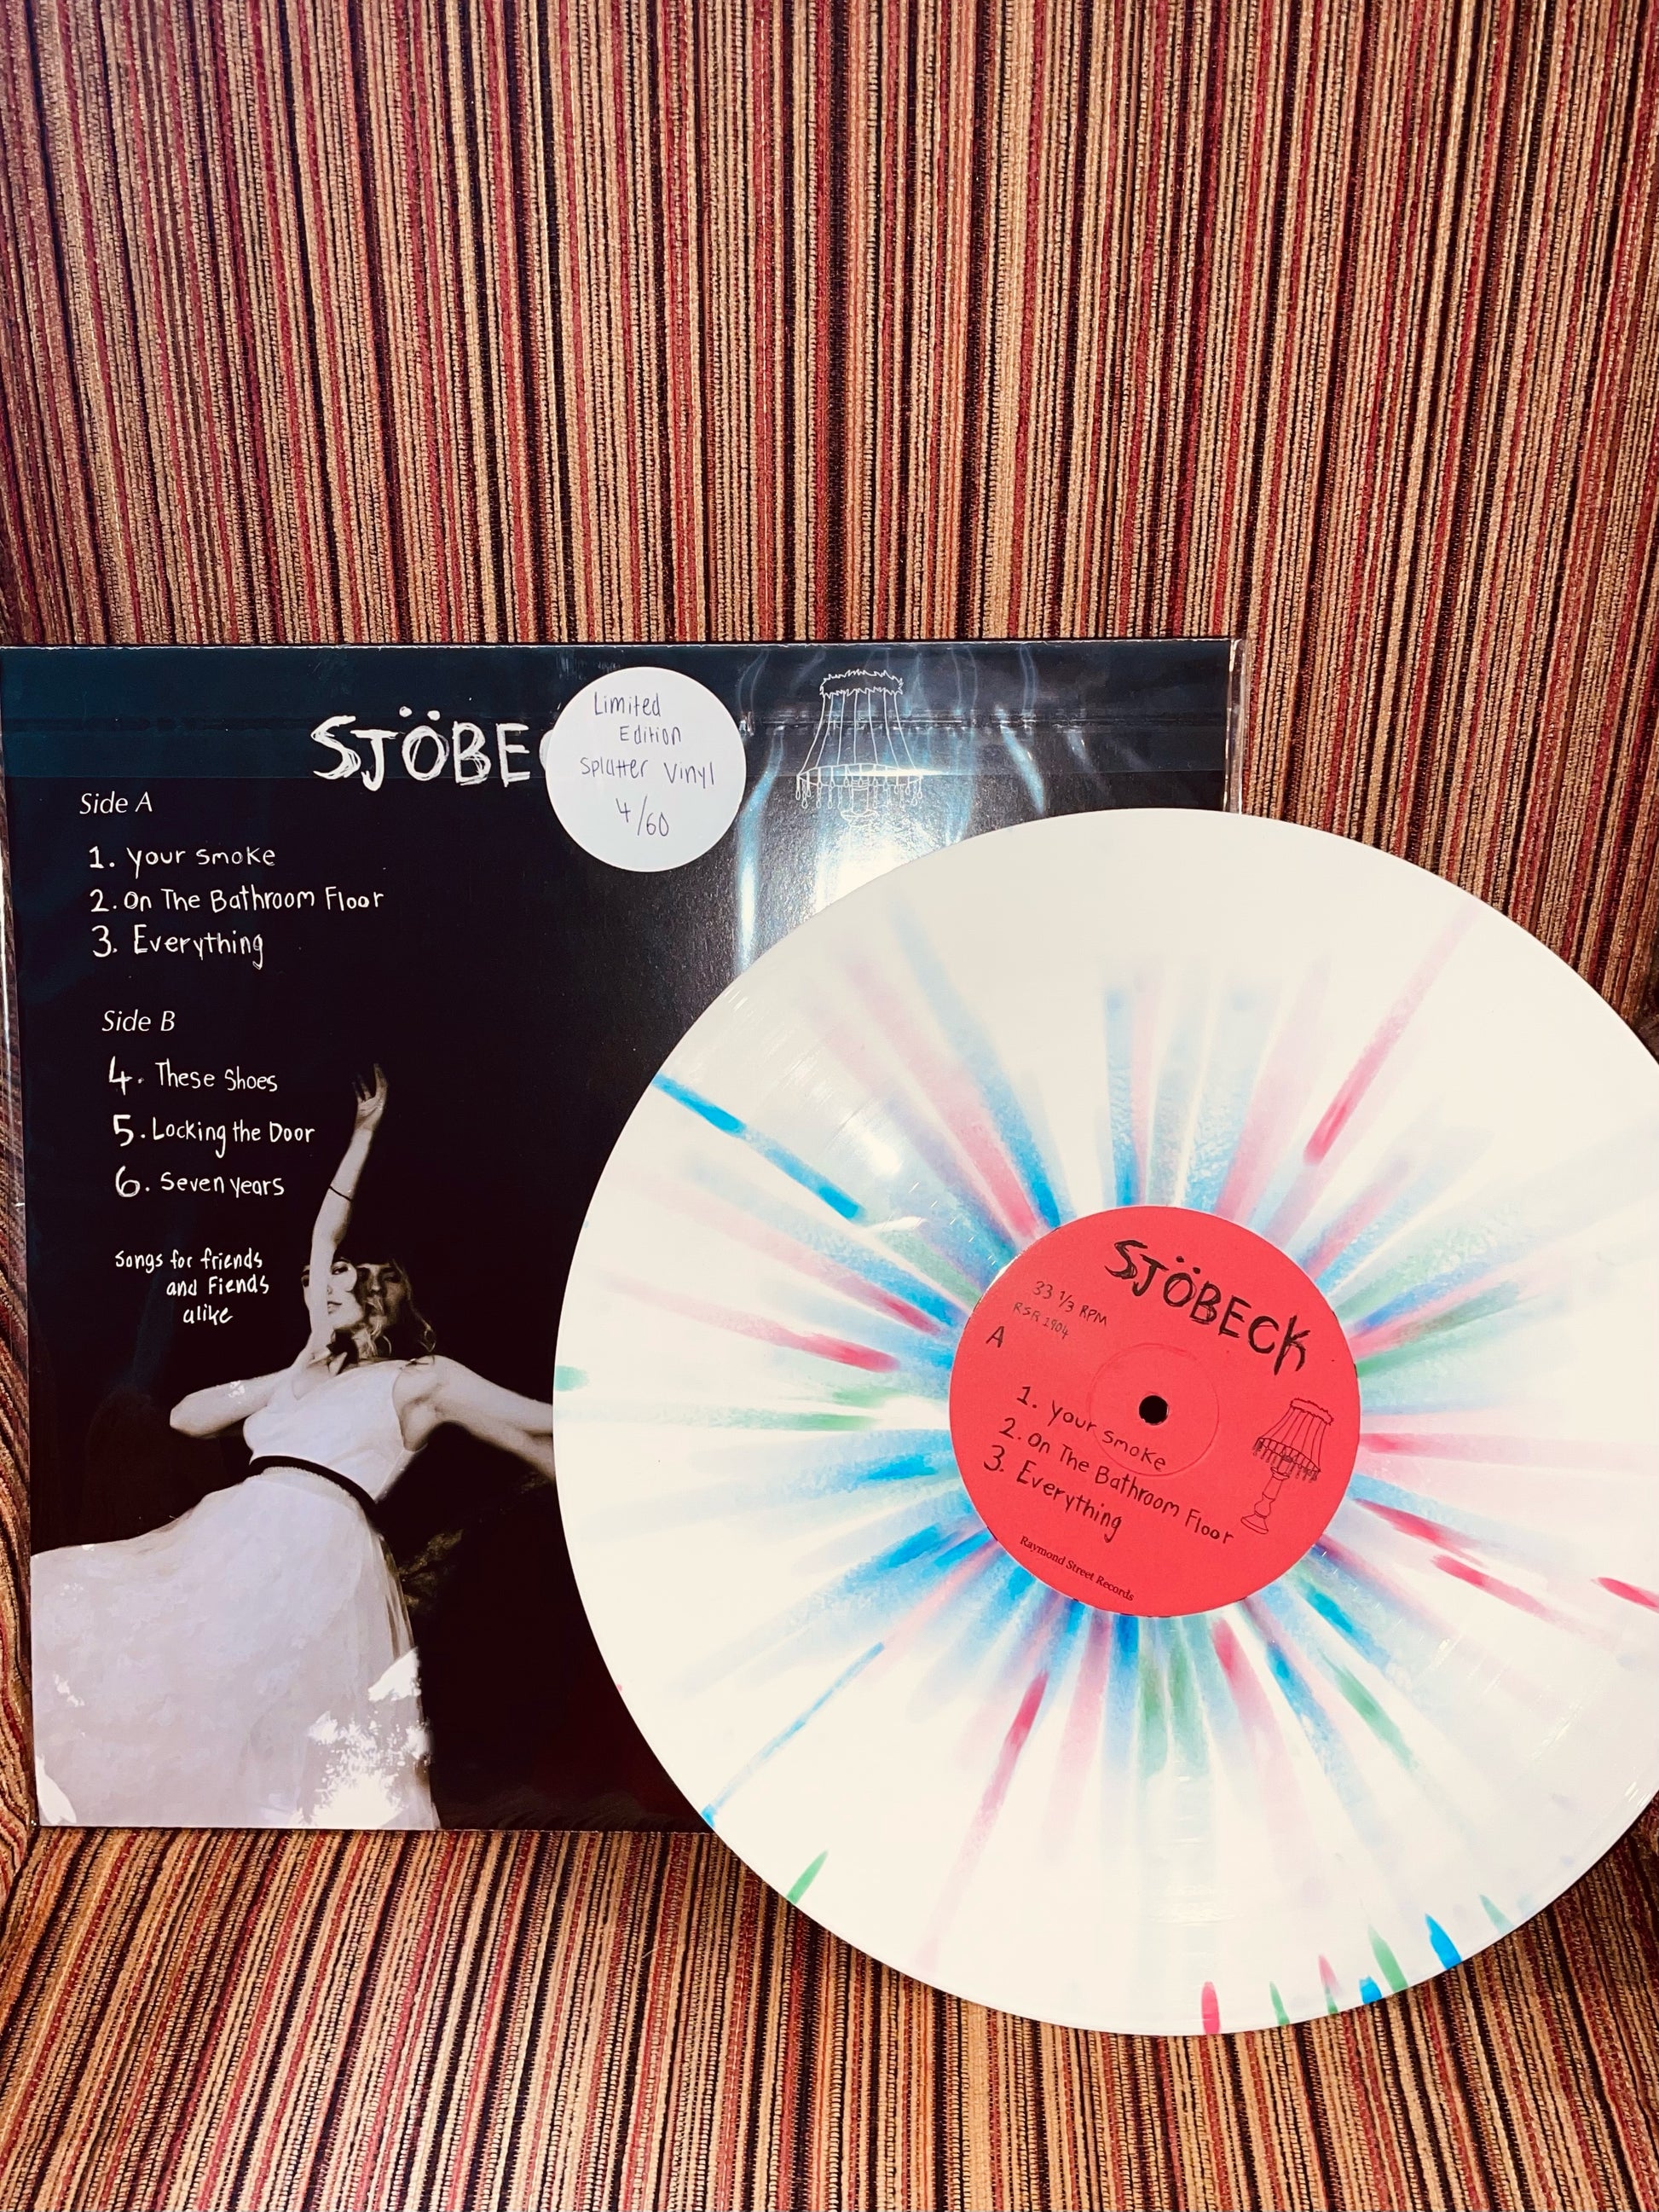 SJÖBE
Limited
Edition
Splatter Vinyl
4/60
Side A
1. Your Smoke
2. On The Bathroom Floor
3. Everything
Side B
4. These Shoes
5. Locking the Door
6. Seven years
Songs for friends
and Fiends
alike
SJÖBECK
33 1/3 RPM
RSR 1904
A
1. Your Smoke
2. On The Bathroom Floor
3. Everything
Raymond Street Records